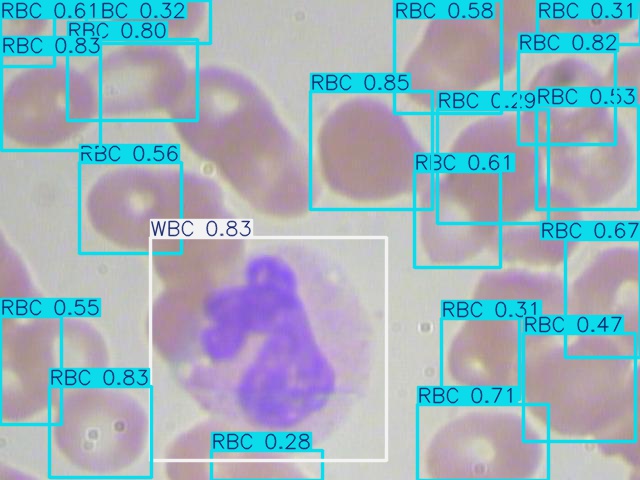 RBC 0.61
BC 0.32
RBC 0.58
RBC 0.31
RBC 0.80
RBC 0.83
RBC 0.82
RBC 0.85
RBC 0.29
RBC 0.53
RBC 0.56
RBC 0.61
WBC 0.83
RBC 0.67
RBC 0.55
RBC 0.31
RBC 0.47
RBC 0.83
RBC 0.71
RBC 0.28